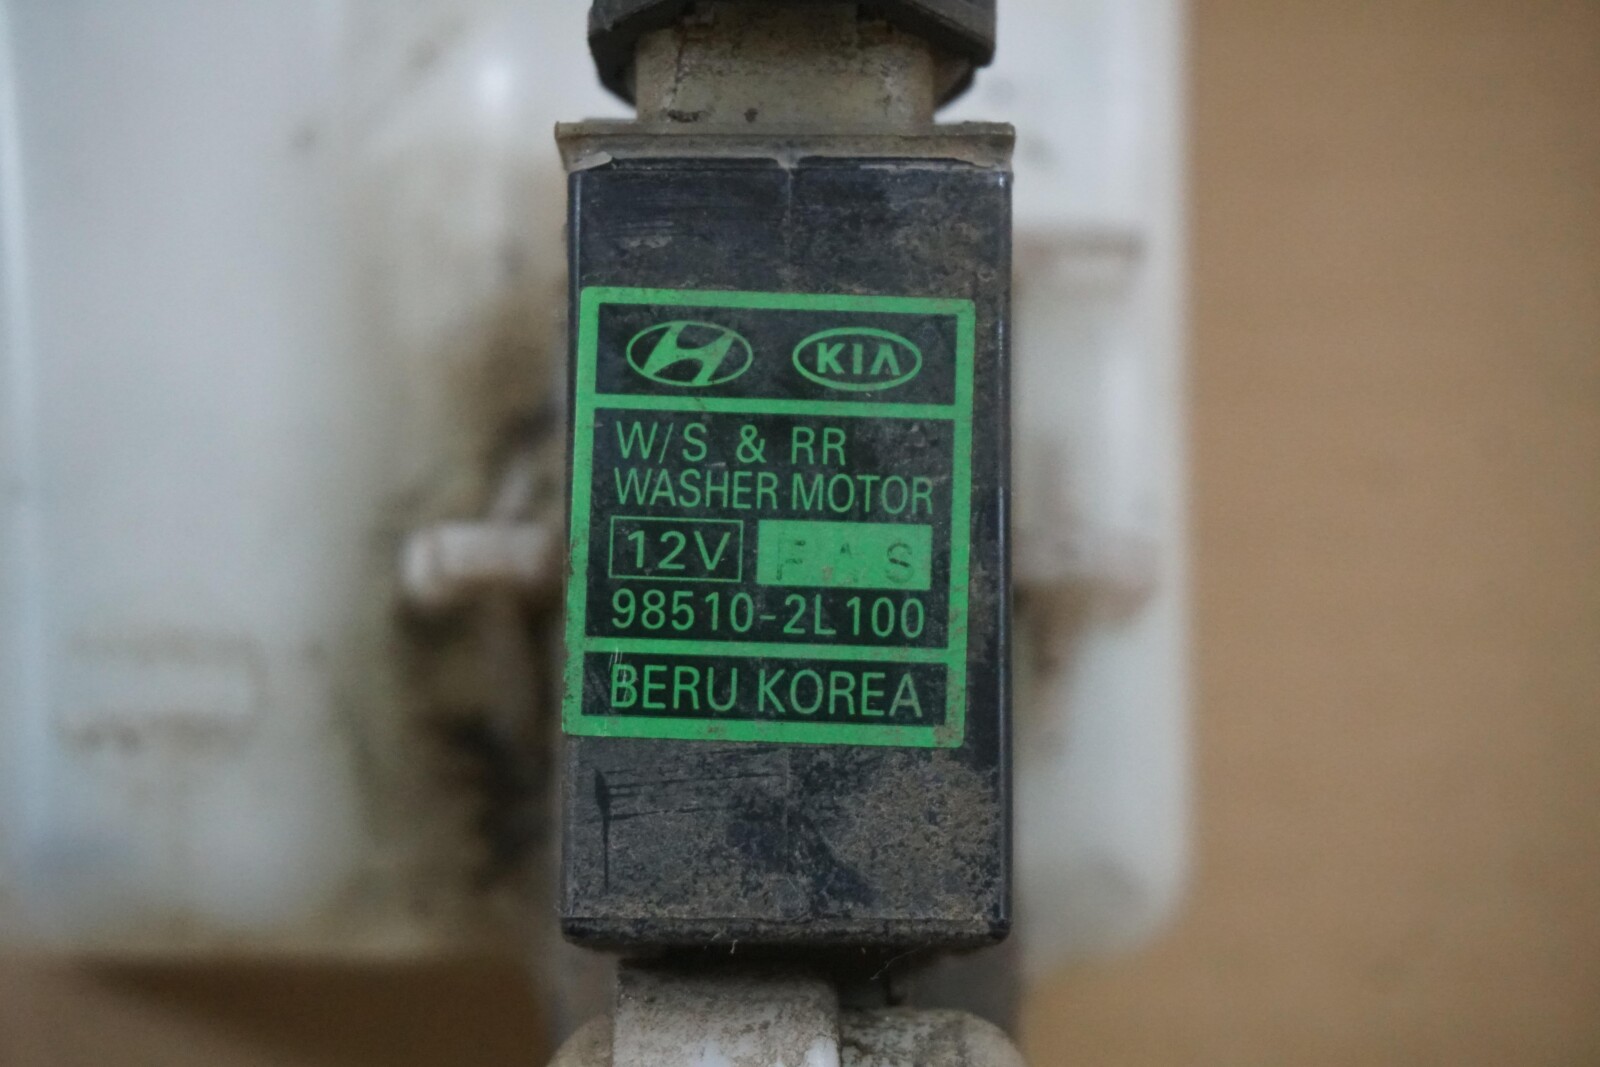 KIA
W/S & RR
WASHER MOTOR
12V
98510-2L100
BERU KOREA